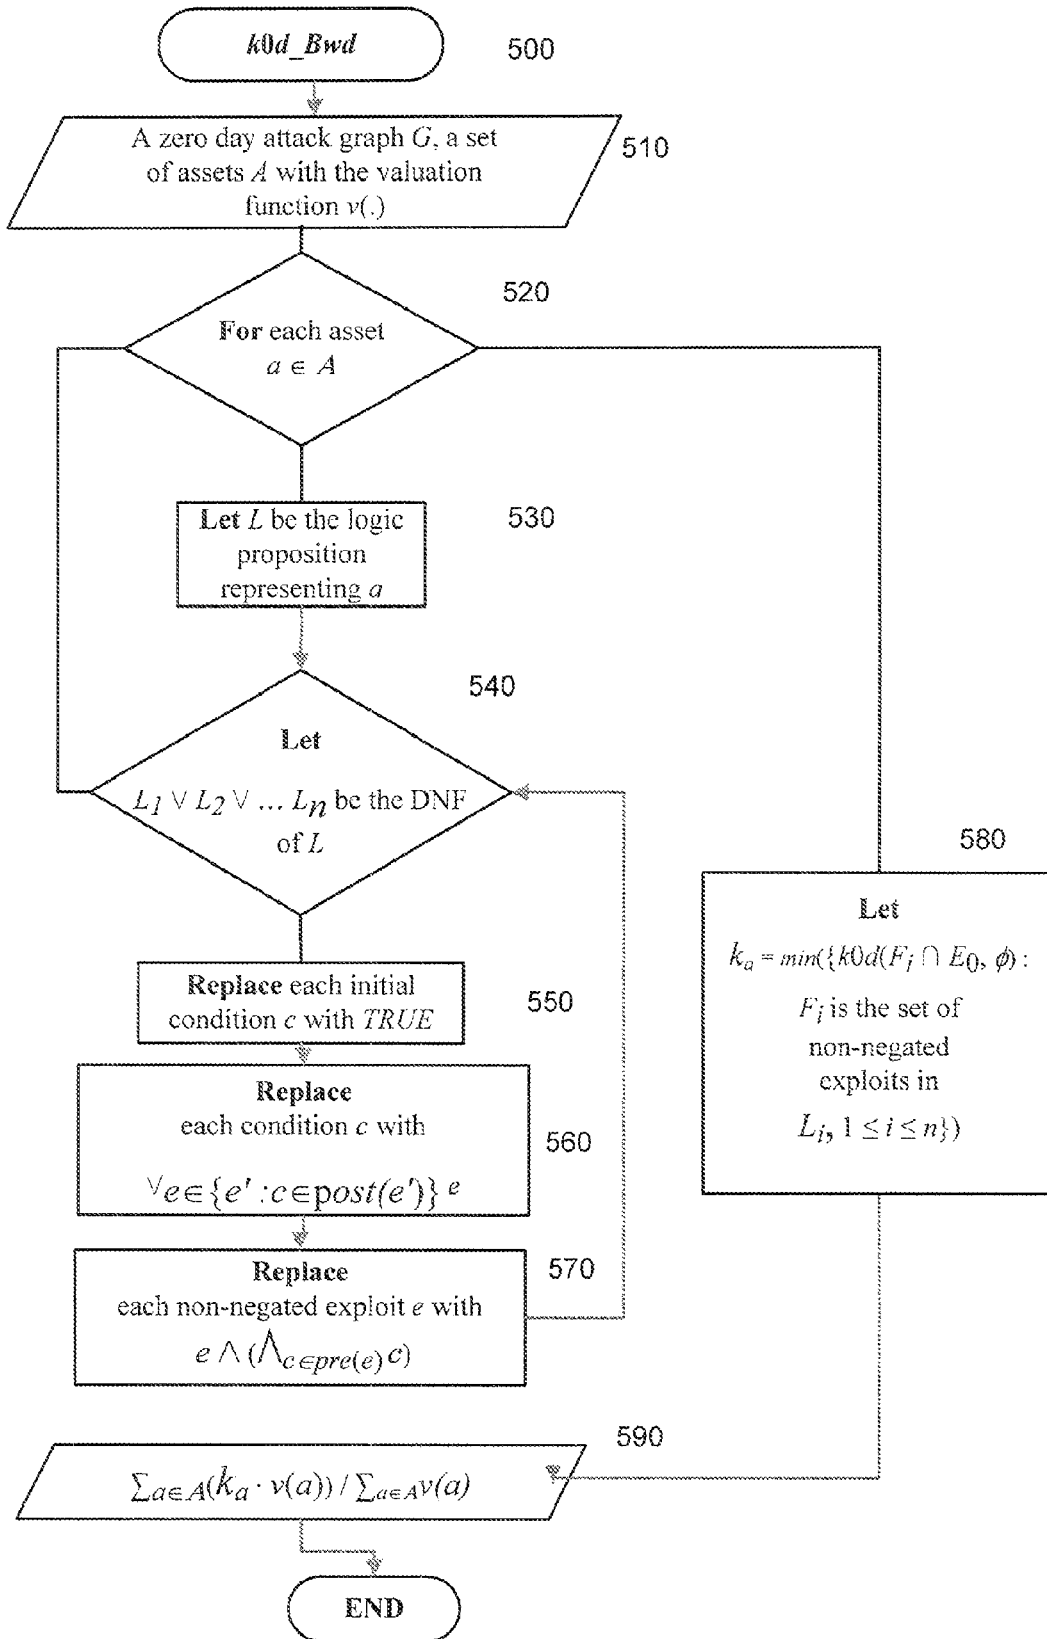 k0d_Bwd
500
A zero day attack graph G, a set
of assets A with the valuation
function v(.)
510
520
For each asset
a ∈ A
Let L be the logic
proposition
representing a
530
540
Let
L1 ∨ L2 ∨ ... Ln be the DNF
of L
Replace each initial
condition c with TRUE
550
Replace
each condition c with
∨e∈{e' :c∈post(e')} e
560
Replace
each non-negated exploit e with
e ∧ (∧c∈pre(e) c)
570
580
Let
ka = min({k0d(Fi ∩ E0, ϕ) :
Fi is the set of
non-negated
exploits in
Li, 1 ≤ i ≤ n})
590
∑a∈A(ka · v(a)) / ∑a∈Av(a)
END